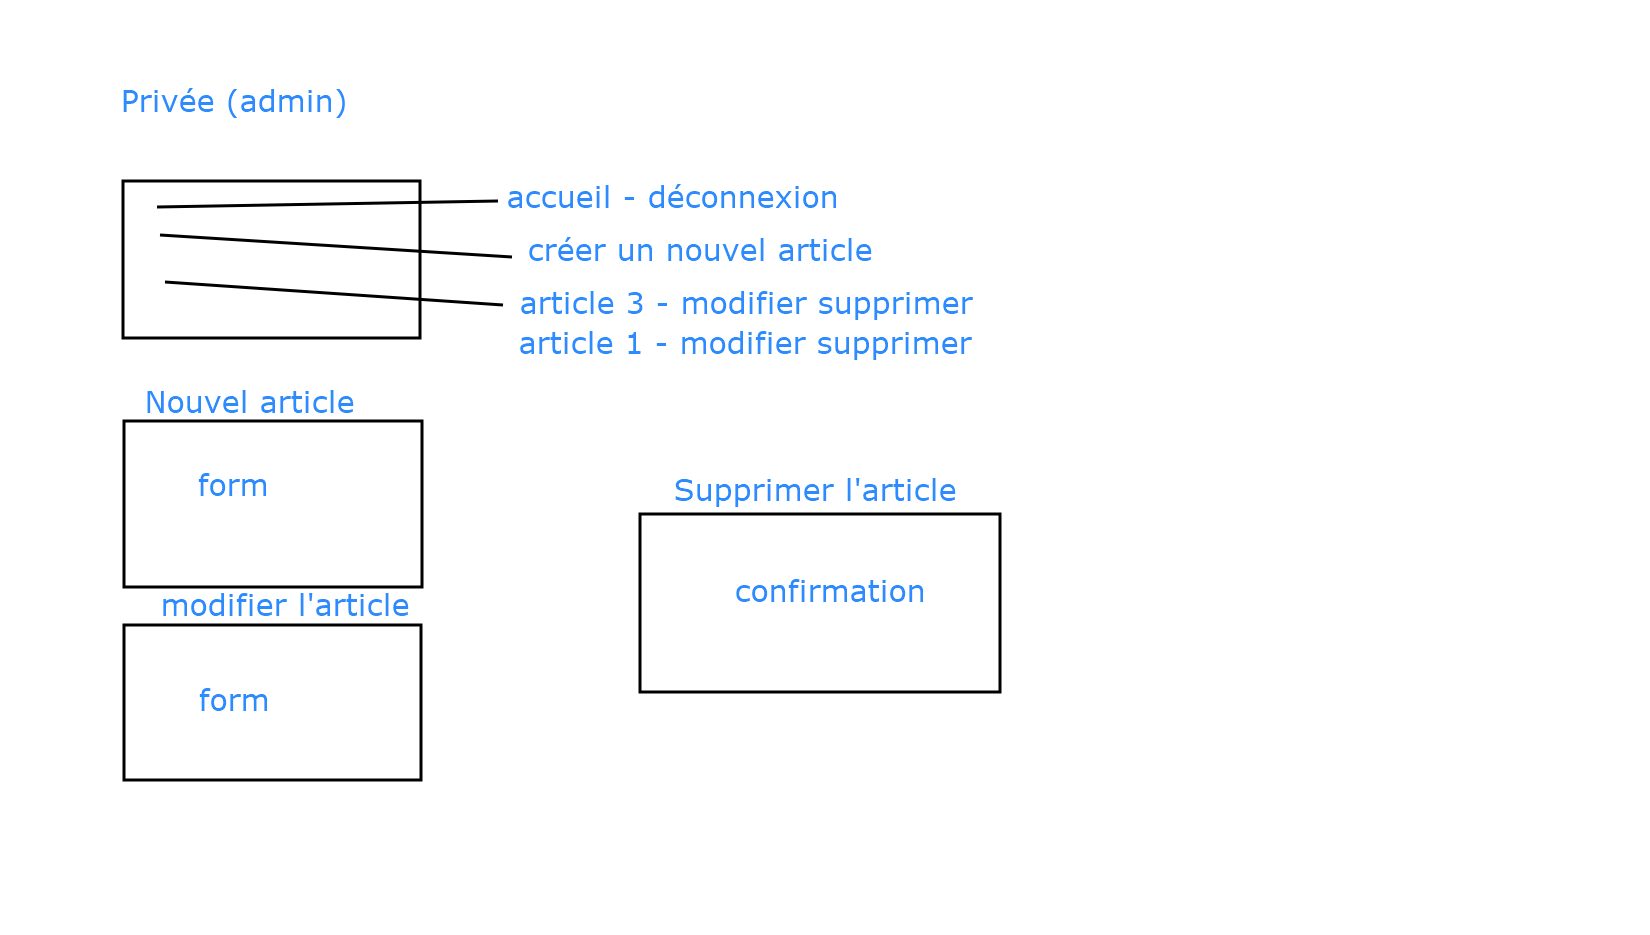 Privée (admin)
accueil - déconnexion
créer un nouvel article
article 3 - modifier supprimer
article 1 - modifier supprimer
Nouvel article
form
Supprimer l'article
confirmation
modifier l'article
form